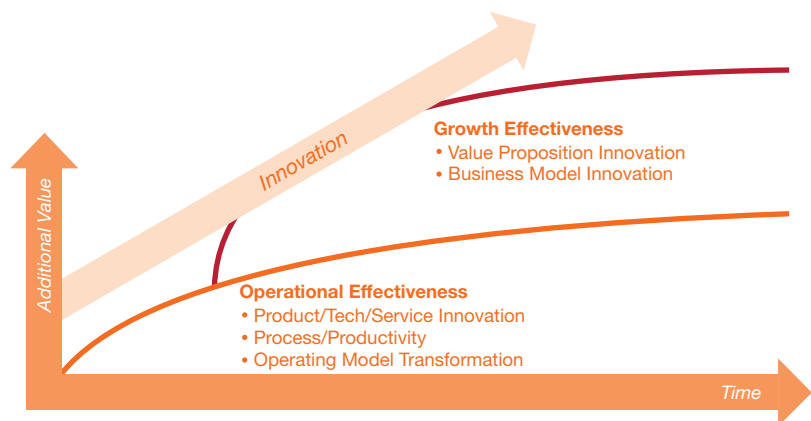 Innovation
Growth Effectiveness
• Value Proposition Innovation
• Business Model Innovation
Additional Value
Operational Effectiveness
• Product/Tech/Service Innovation
• Process/Productivity
• Operating Model Transformation
Time